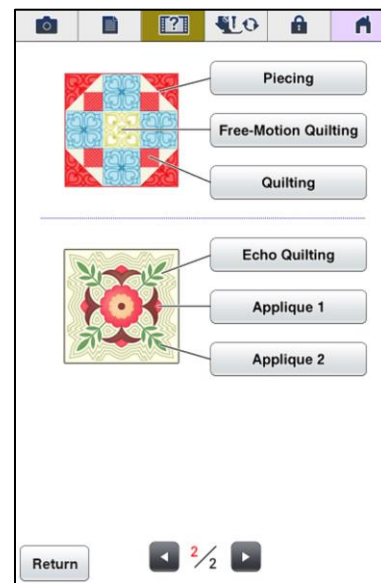 [?]
Piecing
Free-Motion Quilting
Quilting
Echo Quilting
Applique 1
Applique 2
Return
2/2